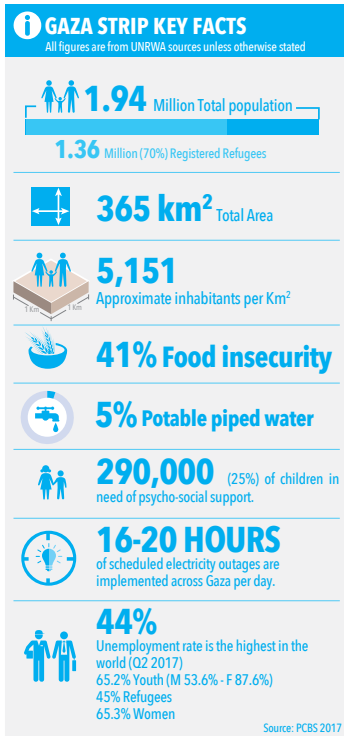 i GAZA STRIP KEY FACTS
All figures are from UNRWA sources unless otherwise stated
1.94 Million Total population
1.36 Million (70%) Registered Refugees
365 km² Total Area
5,151
Approximate inhabitants per Km²
1 Km 1 Km
41% Food insecurity
5% Potable piped water
290,000 (25%) of children in
need of psycho-social support.
16-20 HOURS
of scheduled electricity outages are
implemented across Gaza per day.
44%
Unemployment rate is the highest in the
world (Q2 2017)
65.2% Youth (M 53.6% - F 87.6%)
45% Refugees
65.3% Women
Source: PCBS 2017